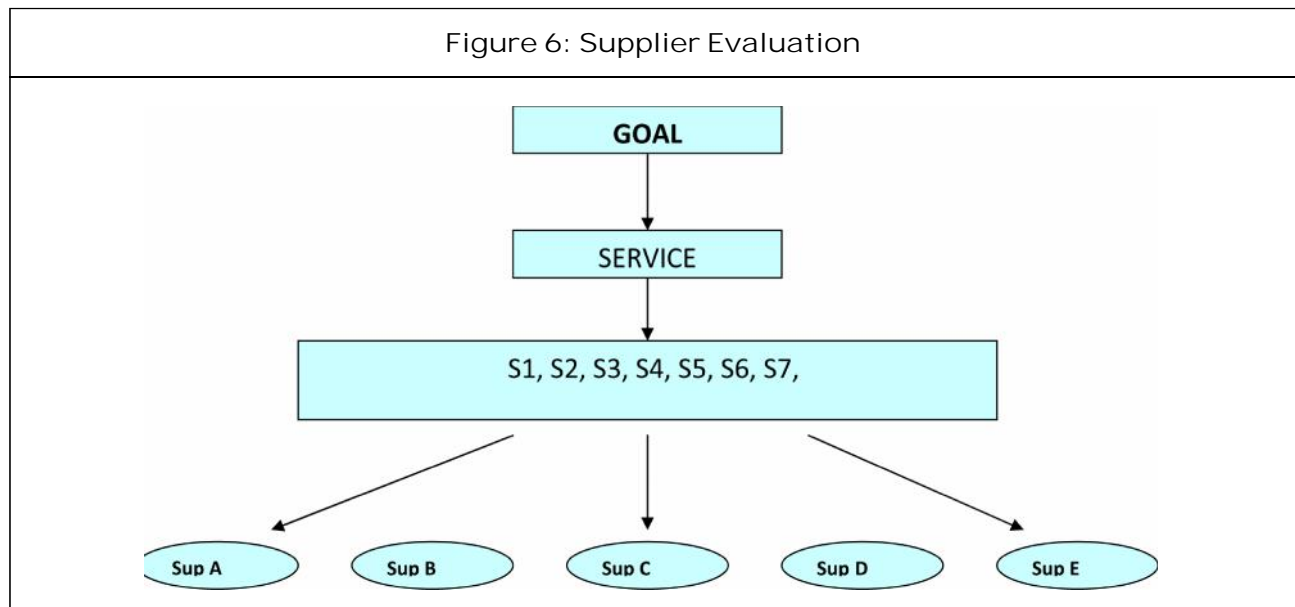 Figure 6: Supplier Evaluation
GOAL
SERVICE
S1, S2, S3, S4, S5, S6, S7,
Sup A Sup B Sup C Sup D Sup E